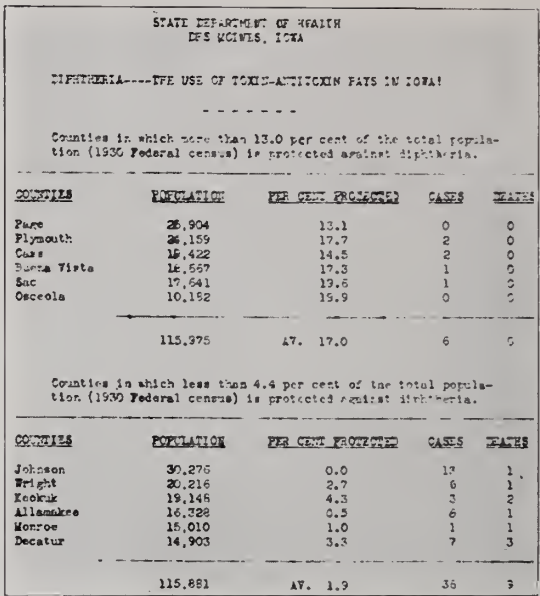 STATE DEPARTMENT OF HEALTH
DES MOINES, IOWA
DIPHTHERIA----THE USE OF TOXIN-ANTITOXIN PAYS IN IOWA!
- - - - - - -
Counties in which more than 13.0 per cent of the total popula-
tion (1930 Federal census) is protected against diphtheria.
COUNTIES POPULATION PER CENT PROTECTED CASES DEATHS
Page 25,904 13.1 0 0
Plymouth 24,159 17.7 2 0
Cass 19,422 14.5 2 0
Buena Vista 18,667 17.3 1 0
Sac 17,641 19.6 1 0
Osceola 10,182 19.9 0 0
115,975 AV. 17.0 6 0
Counties in which less than 4.4 per cent of the total popula-
tion (1930 Federal census) is protected against diphtheria.
COUNTIES POPULATION PER CENT PROTECTED CASES DEATHS
Johnson 30,276 0.0 13 1
Wright 20,216 2.7 6 1
Keokuk 19,148 4.3 3 2
Allamakee 16,328 0.5 6 1
Monroe 15,010 1.0 1 1
Decatur 14,903 3.3 7 3
115,881 AV. 1.9 36 9